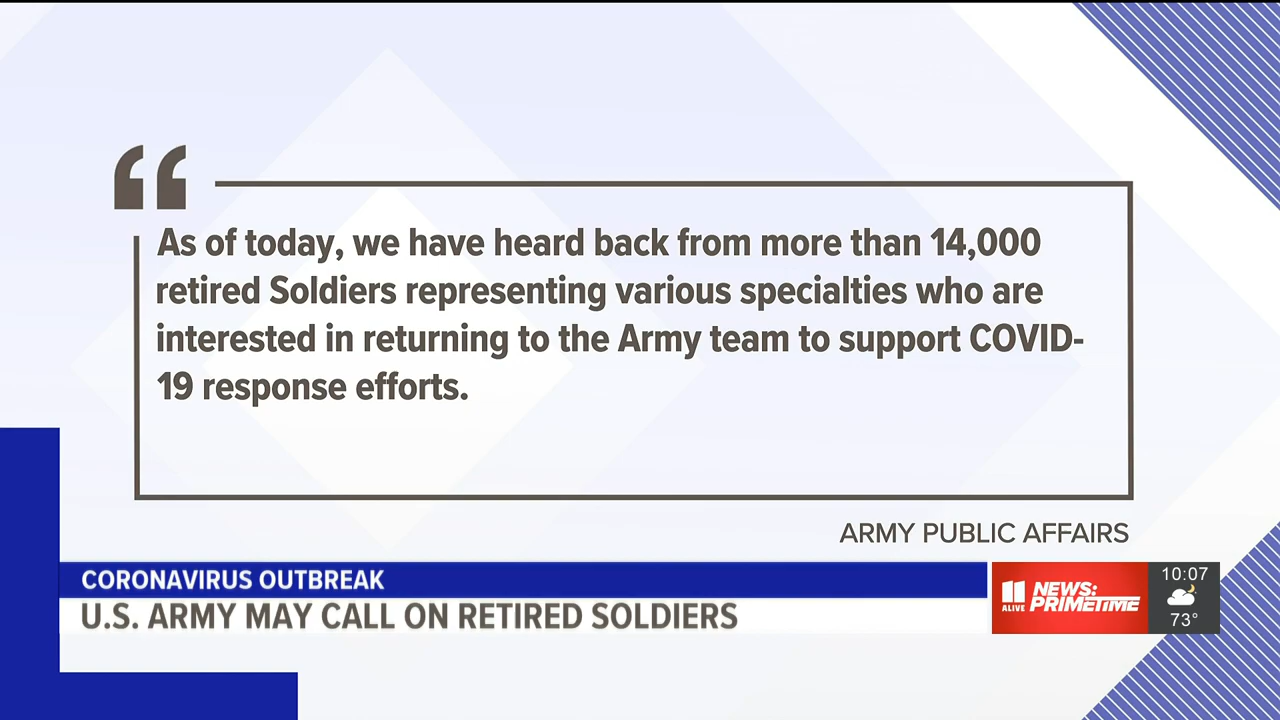 “
As of today, we have heard back from more than 14,000
retired Soldiers representing various specialties who are
interested in returning to the Army team to support COVID-
19 response efforts.
ARMY PUBLIC AFFAIRS
CORONAVIRUS OUTBREAK
U.S. ARMY MAY CALL ON RETIRED SOLDIERS
11 ALIVE
NEWS:
PRIMETIME
10:07
73°